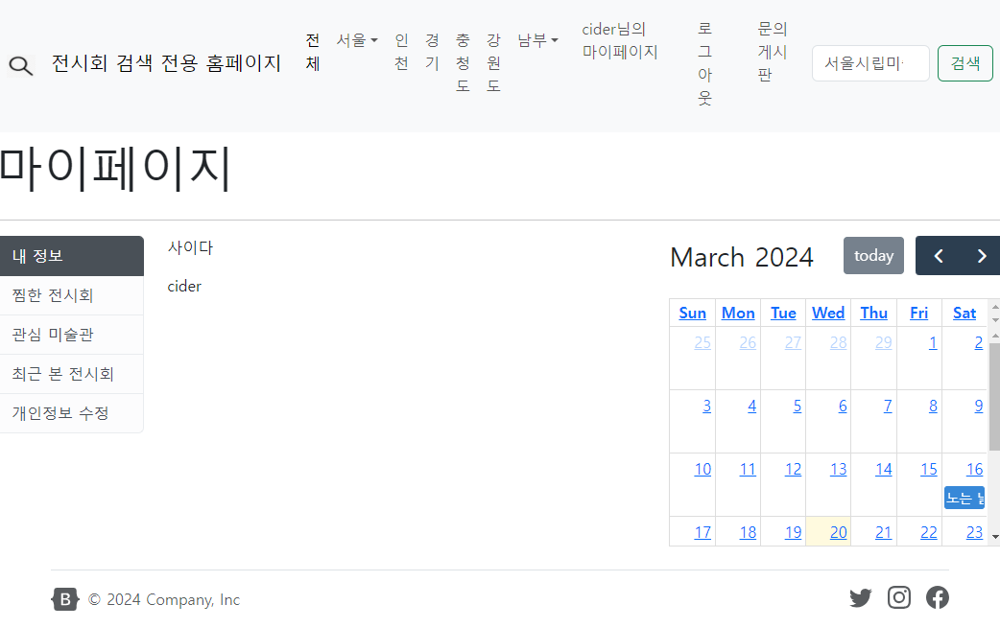 전시회 검색 전용 홈페이지
전체
서울
인천
경기
충청도
강원도
남부
cider님의
마이페이지
로그아웃
문의
게시판
서울시립미
검색
마이페이지
내 정보
찜한 전시회
관심 미술관
최근 본 전시회
개인정보 수정
사이다
cider
March 2024
today
Sun Mon Tue Wed Thu Fri Sat
25 26 27 28 29 1 2
3 4 5 6 7 8 9
10 11 12 13 14 15 16
노는
17 18 19 20 21 22 23
B © 2024 Company, Inc